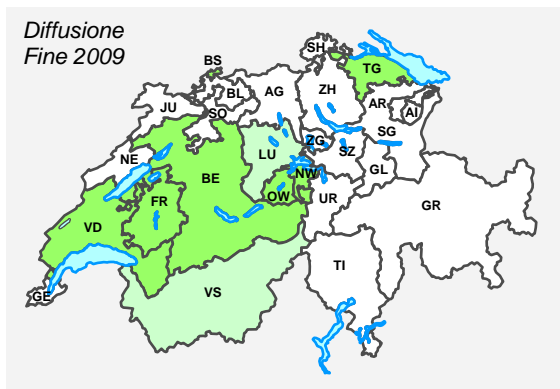 Diffusione
Fine 2009
SH
BS
TG
BL
AG
ZH
JU
SO
AR
AI
NE
LU
ZG
SG
SZ
BE
NW
GL
OW
FR
UR
GR
VD
TI
VS
GE